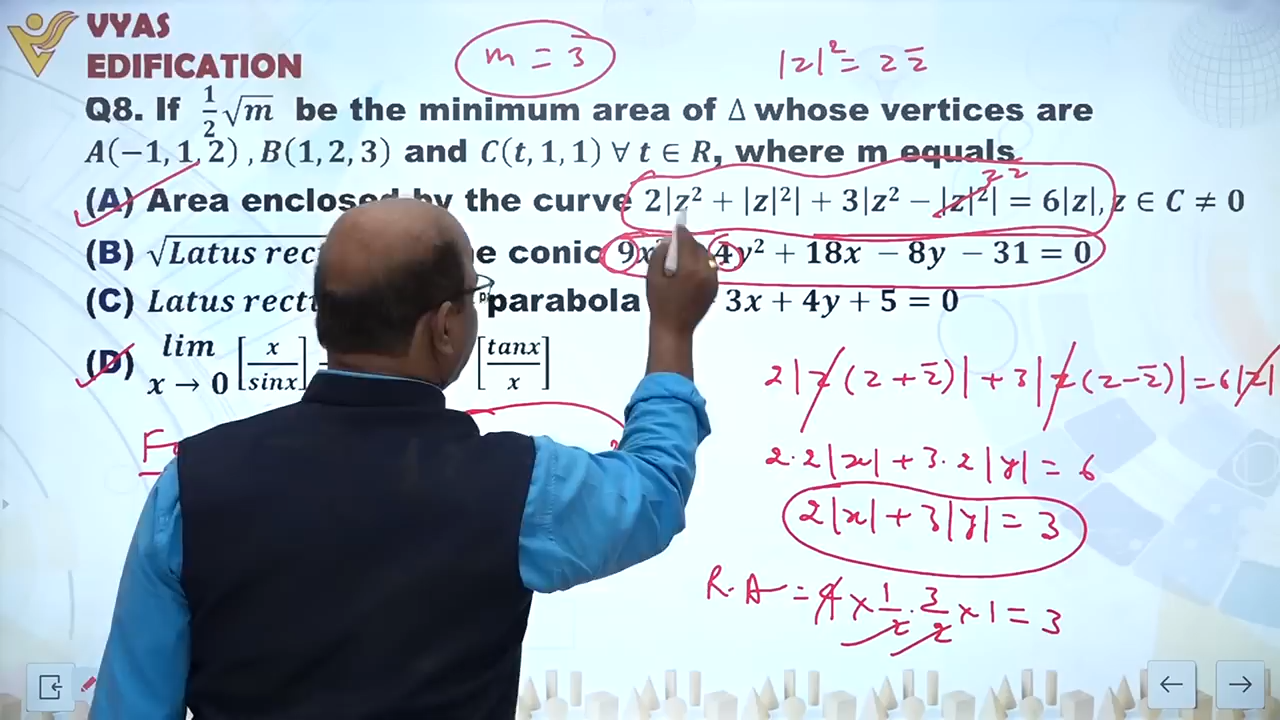 VYAS
EDIFICATION
m = 3
|z|² = z z̄
Q8. If 1/2 √m be the minimum area of Δ whose vertices are
A(−1, 1, 2) , B(1, 2, 3) and C(t, 1, 1) ∀ t ∈ R, where m equals
(A) Area enclosed by the curve 2|z² + |z|²| + 3|z² − |z|²| = 6|z|, z ∈ C ≠ 0
(B) √Latus rec e conic 9x² 4y² + 18x − 8y − 31 = 0
(C) Latus rect parabola 3x + 4y + 5 = 0
(D) lim x → 0 [x/sinx] [tanx/x]
2|z(z + z̄)| + 3|z(z − z̄)| = 6|z|
2·2|x| + 3·2|y| = 6
2|x| + 3|y| = 3
R.A = 4 × 1/2 · 3/2 × 1 = 3